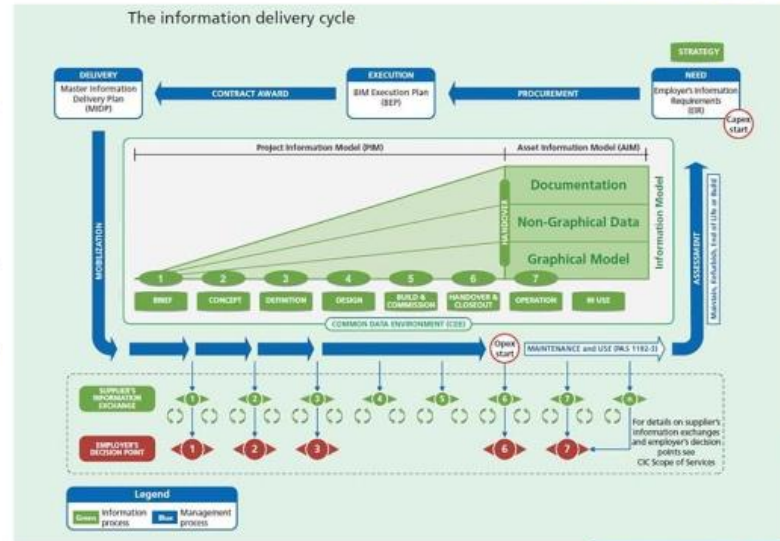 The information delivery cycle
STRATEGY
DELIVERY
Master Information
Delivery Plan
(MIDP)
CONTRACT AWARD
EXECUTION
BIM Execution Plan
(BEP)
PROCUREMENT
NEED
Employer's Information
Requirements
(EIR)
Capex
start
Project Information Model (PIM)
Asset Information Model (AIM)
MOBILIZATION
Documentation
Non-Graphical Data
Graphical Model
HANDOVER
Information Model
ASSESSMENT
Maintain, Refurbish, End of Life or Build
1 2 3 4 5 6 7
BRIEF
CONCEPT
DEFINITION
DESIGN
BUILD &
COMMISSION
HANDOVER &
CLOSEOUT
OPERATION
IN USE
COMMON DATA ENVIRONMENT
Opex
start
MAINTENANCE and USE (PAS 1192-3)
SUPPLIER'S
INFORMATION
EXCHANGE
1 2 3 4 5 6 7 n
EMPLOYER'S
DECISION POINT
1 2 3 6 7
For details on supplier's
information exchanges
and employer's decision
points see
CIC Scope of Services
Legend
Green Information
process
Blue Management
process